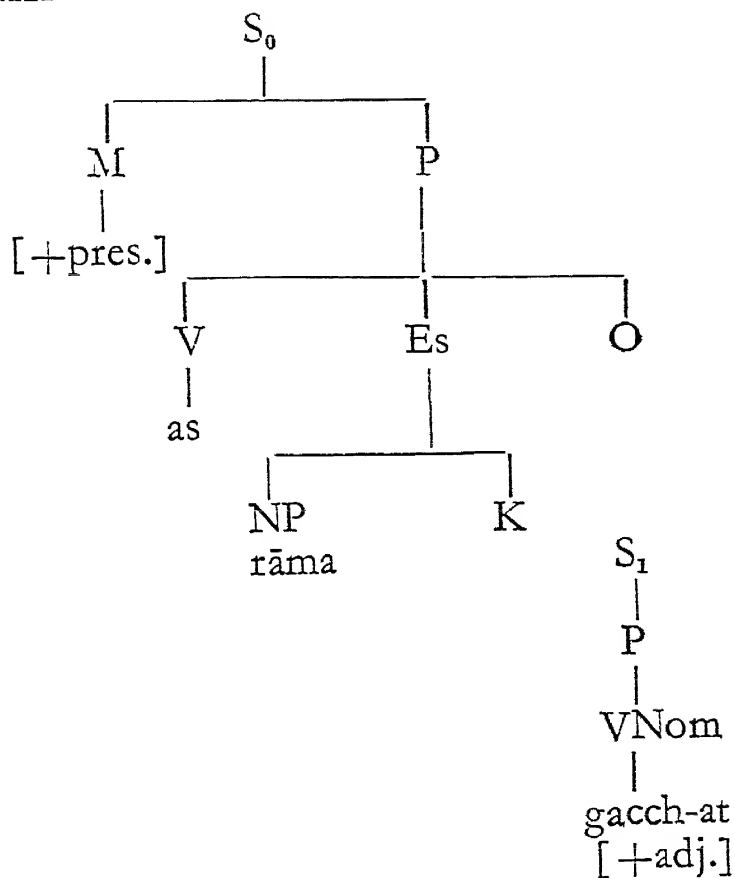 S₀
M P
[+pres.]
V Es O
as
NP K
rāma
S₁
P
VNom
gacch-at
[+adj.]